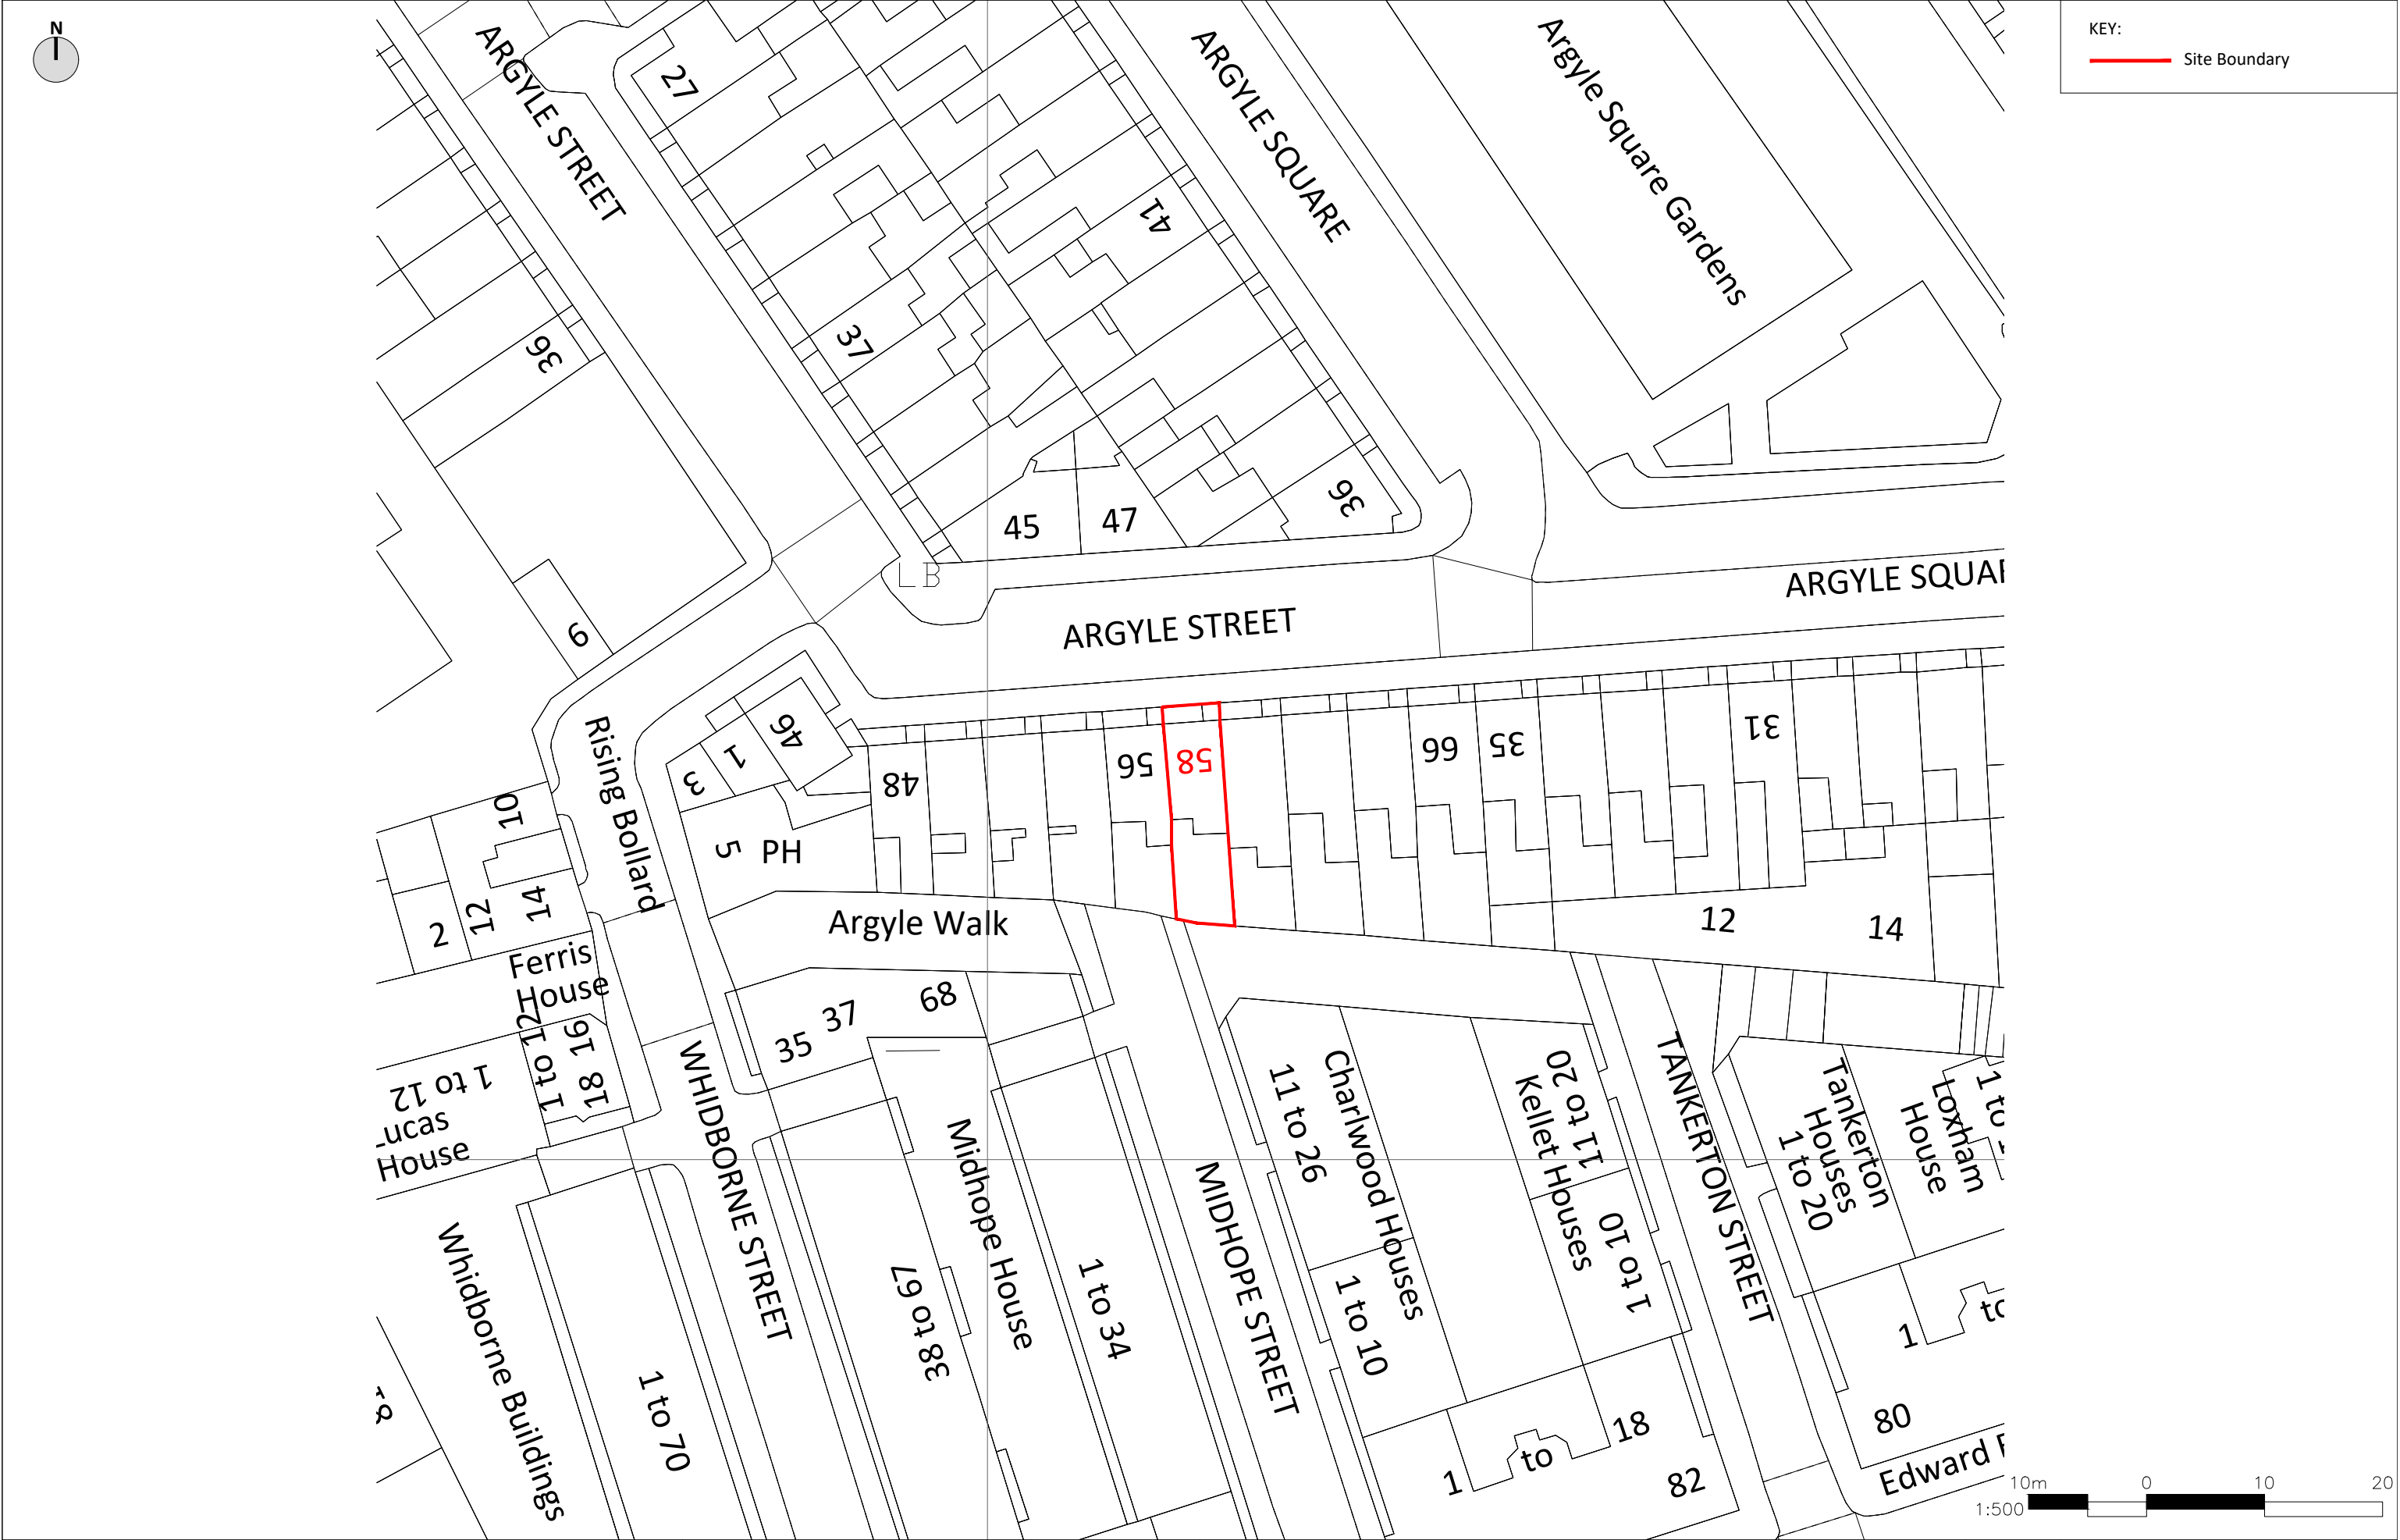 N
KEY:
Site Boundary
ARGYLE STREET
27
ARGYLE SQUARE
Argyle Square Gardens
41
37
36
45
47
36
LB
9
ARGYLE STREET
ARGYLE SQUAR
46
1
3
48
56
58
66
35
31
Rising Bollard
5
PH
10
14
12
2
Argyle Walk
12
14
Ferris
House
1 to 12
16
18
35
37
68
1 to 12
Lucas
House
WHIDBORNE STREET
Midhope House
38 to 67
1 to 34
MIDHOPE STREET
11 to 26
Charlwood Houses
1 to 10
11 to 20
Kellet Houses
1 to 10
TANKERTON STREET
Tankerton
Houses
1 to 20
Loxham
House
1 to
Whidborne Buildings
1 to 70
1 to 18
82
1 to
80
Edward
10m 0 10 20
1:500